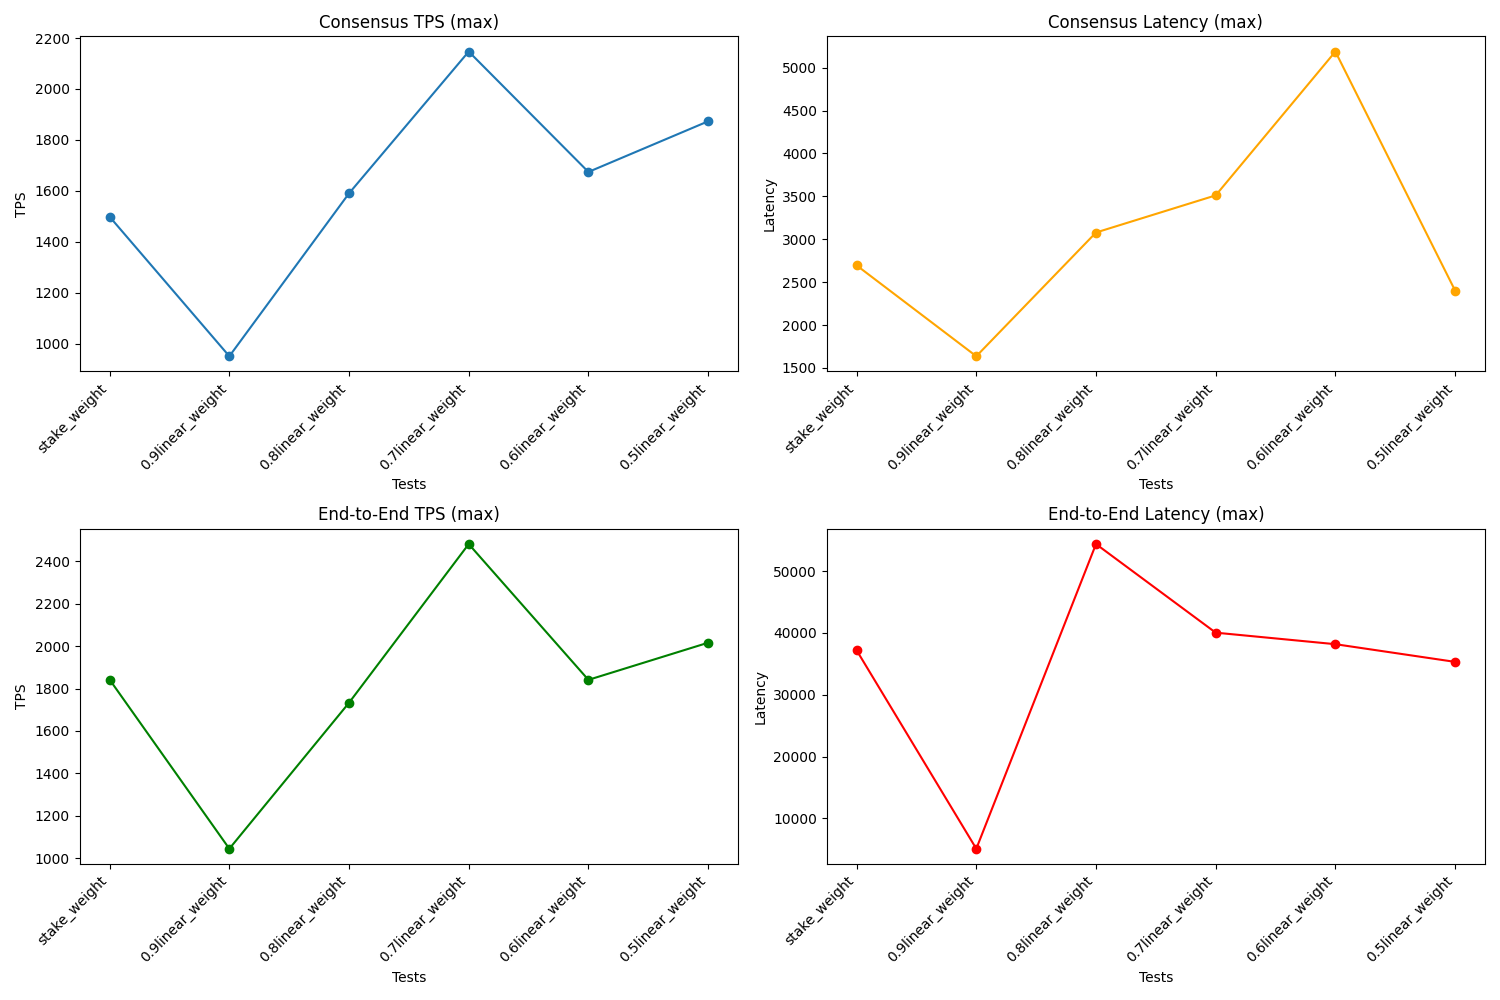 Consensus TPS (max)
2200
2000
1800
1600
1400
1200
1000
TPS
stake_weight
0.9linear_weight
0.8linear_weight
0.7linear_weight
0.6linear_weight
0.5linear_weight
Tests
Consensus Latency (max)
5000
4500
4000
3500
3000
2500
2000
1500
Latency
stake_weight
0.9linear_weight
0.8linear_weight
0.7linear_weight
0.6linear_weight
0.5linear_weight
Tests
End-to-End TPS (max)
2400
2200
2000
1800
1600
1400
1200
1000
TPS
stake_weight
0.9linear_weight
0.8linear_weight
0.7linear_weight
0.6linear_weight
0.5linear_weight
Tests
End-to-End Latency (max)
50000
40000
30000
20000
10000
Latency
stake_weight
0.9linear_weight
0.8linear_weight
0.7linear_weight
0.6linear_weight
0.5linear_weight
Tests